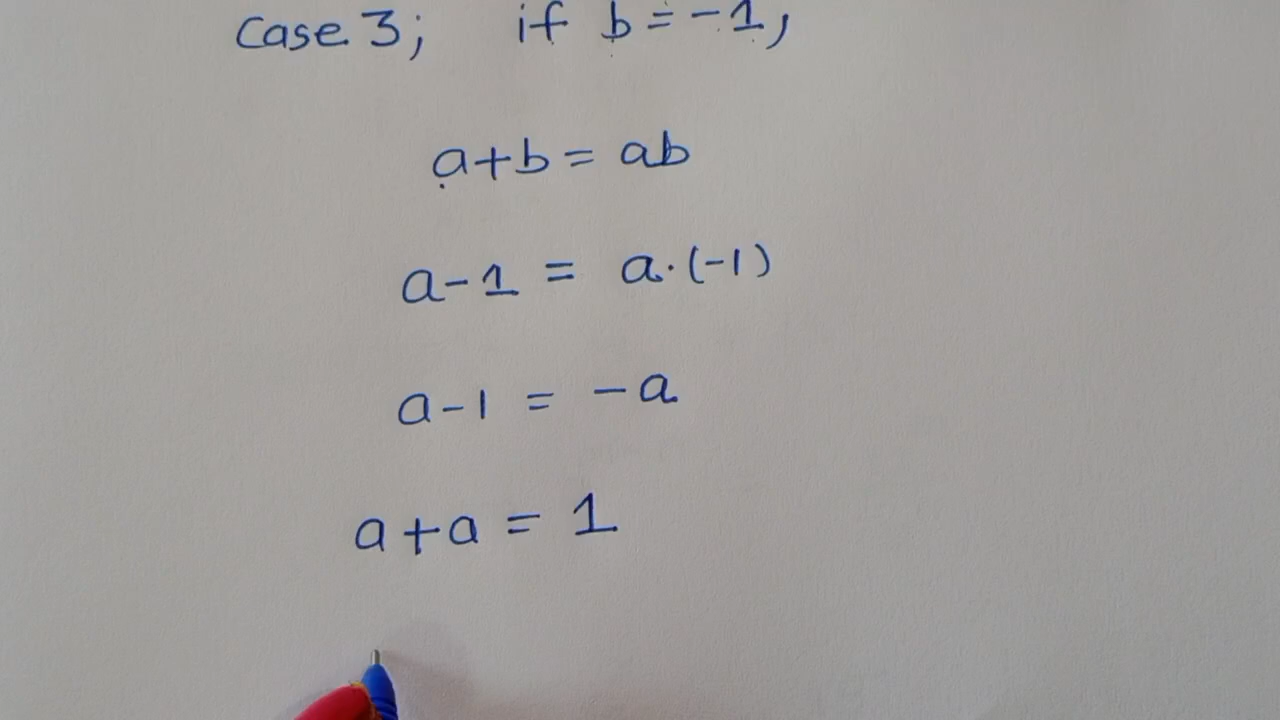 Case 3; if b = -1,
a+b = ab
a-1 = a·(-1)
a-1 = -a
a+a = 1